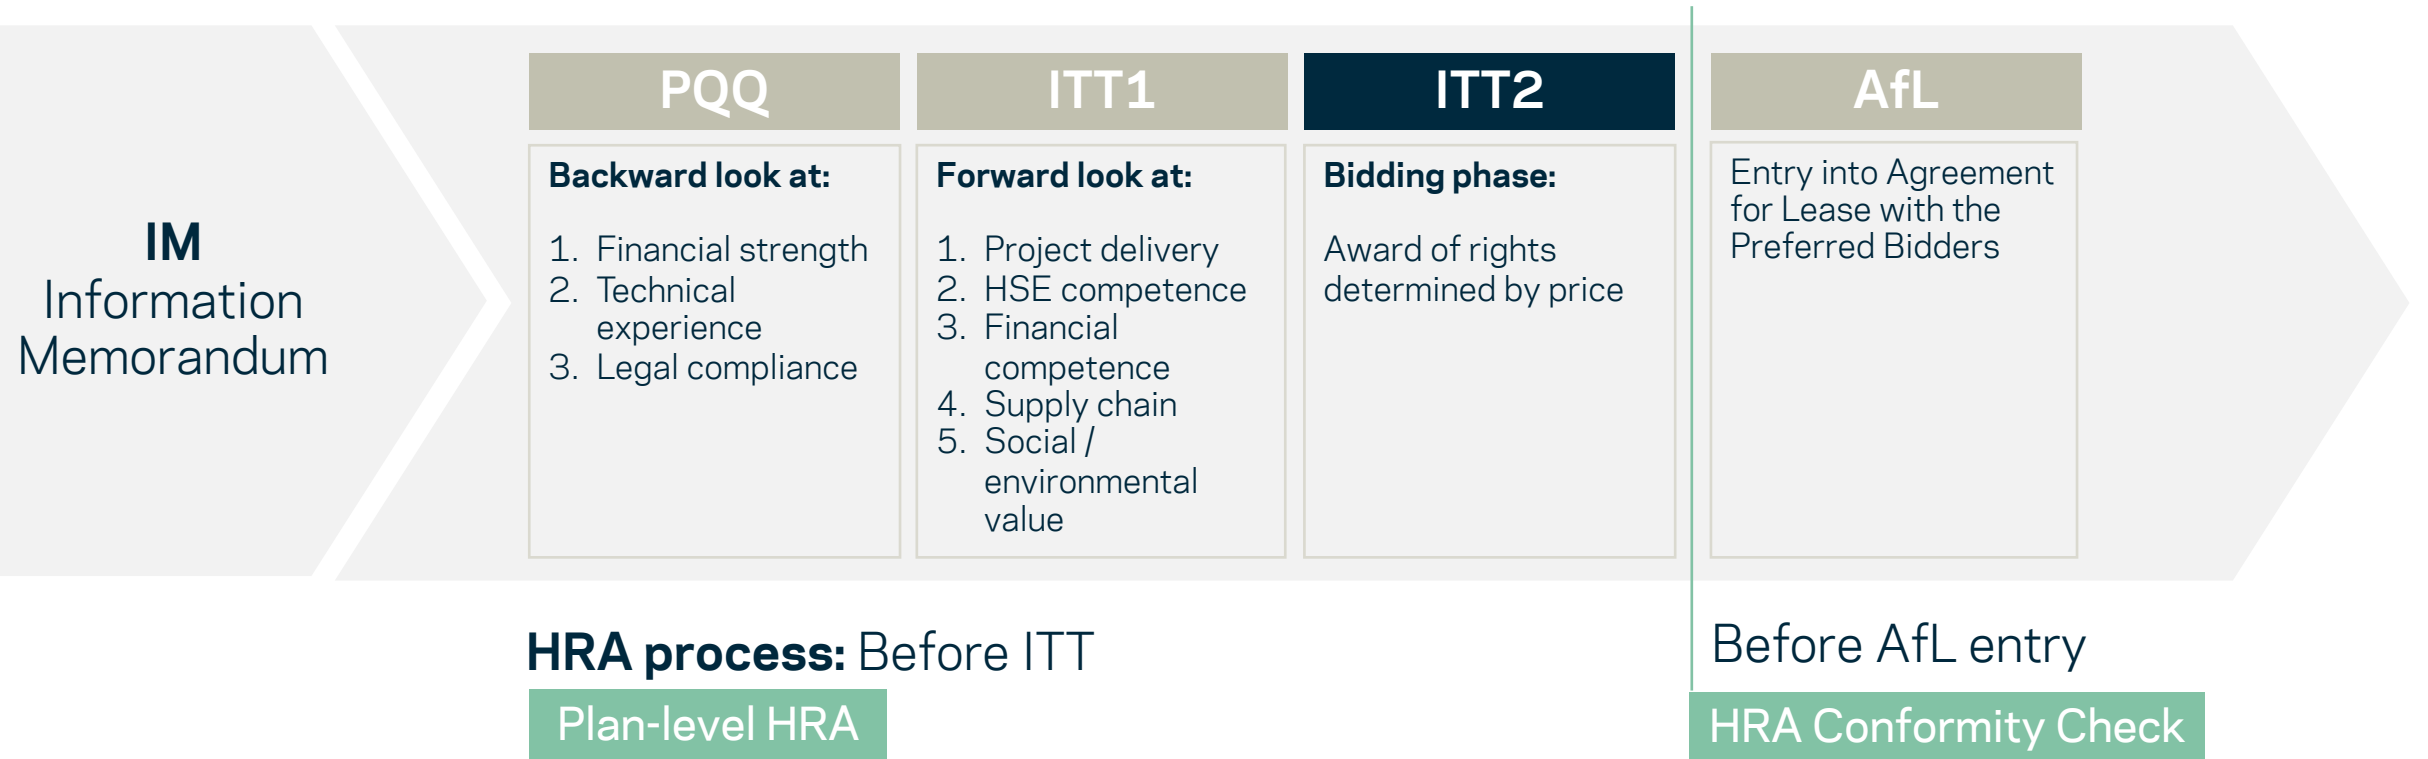 IM
Information
Memorandum
PQQ
Backward look at:
1. Financial strength
2. Technical
experience
3. Legal compliance
ITT1
Forward look at:
1. Project delivery
2. HSE competence
3. Financial
competence
4. Supply chain
5. Social /
environmental
value
ITT2
Bidding phase:
Award of rights
determined by price
AfL
Entry into Agreement
for Lease with the
Preferred Bidders
HRA process: Before ITT
Plan-level HRA
Before AfL entry
HRA Conformity Check